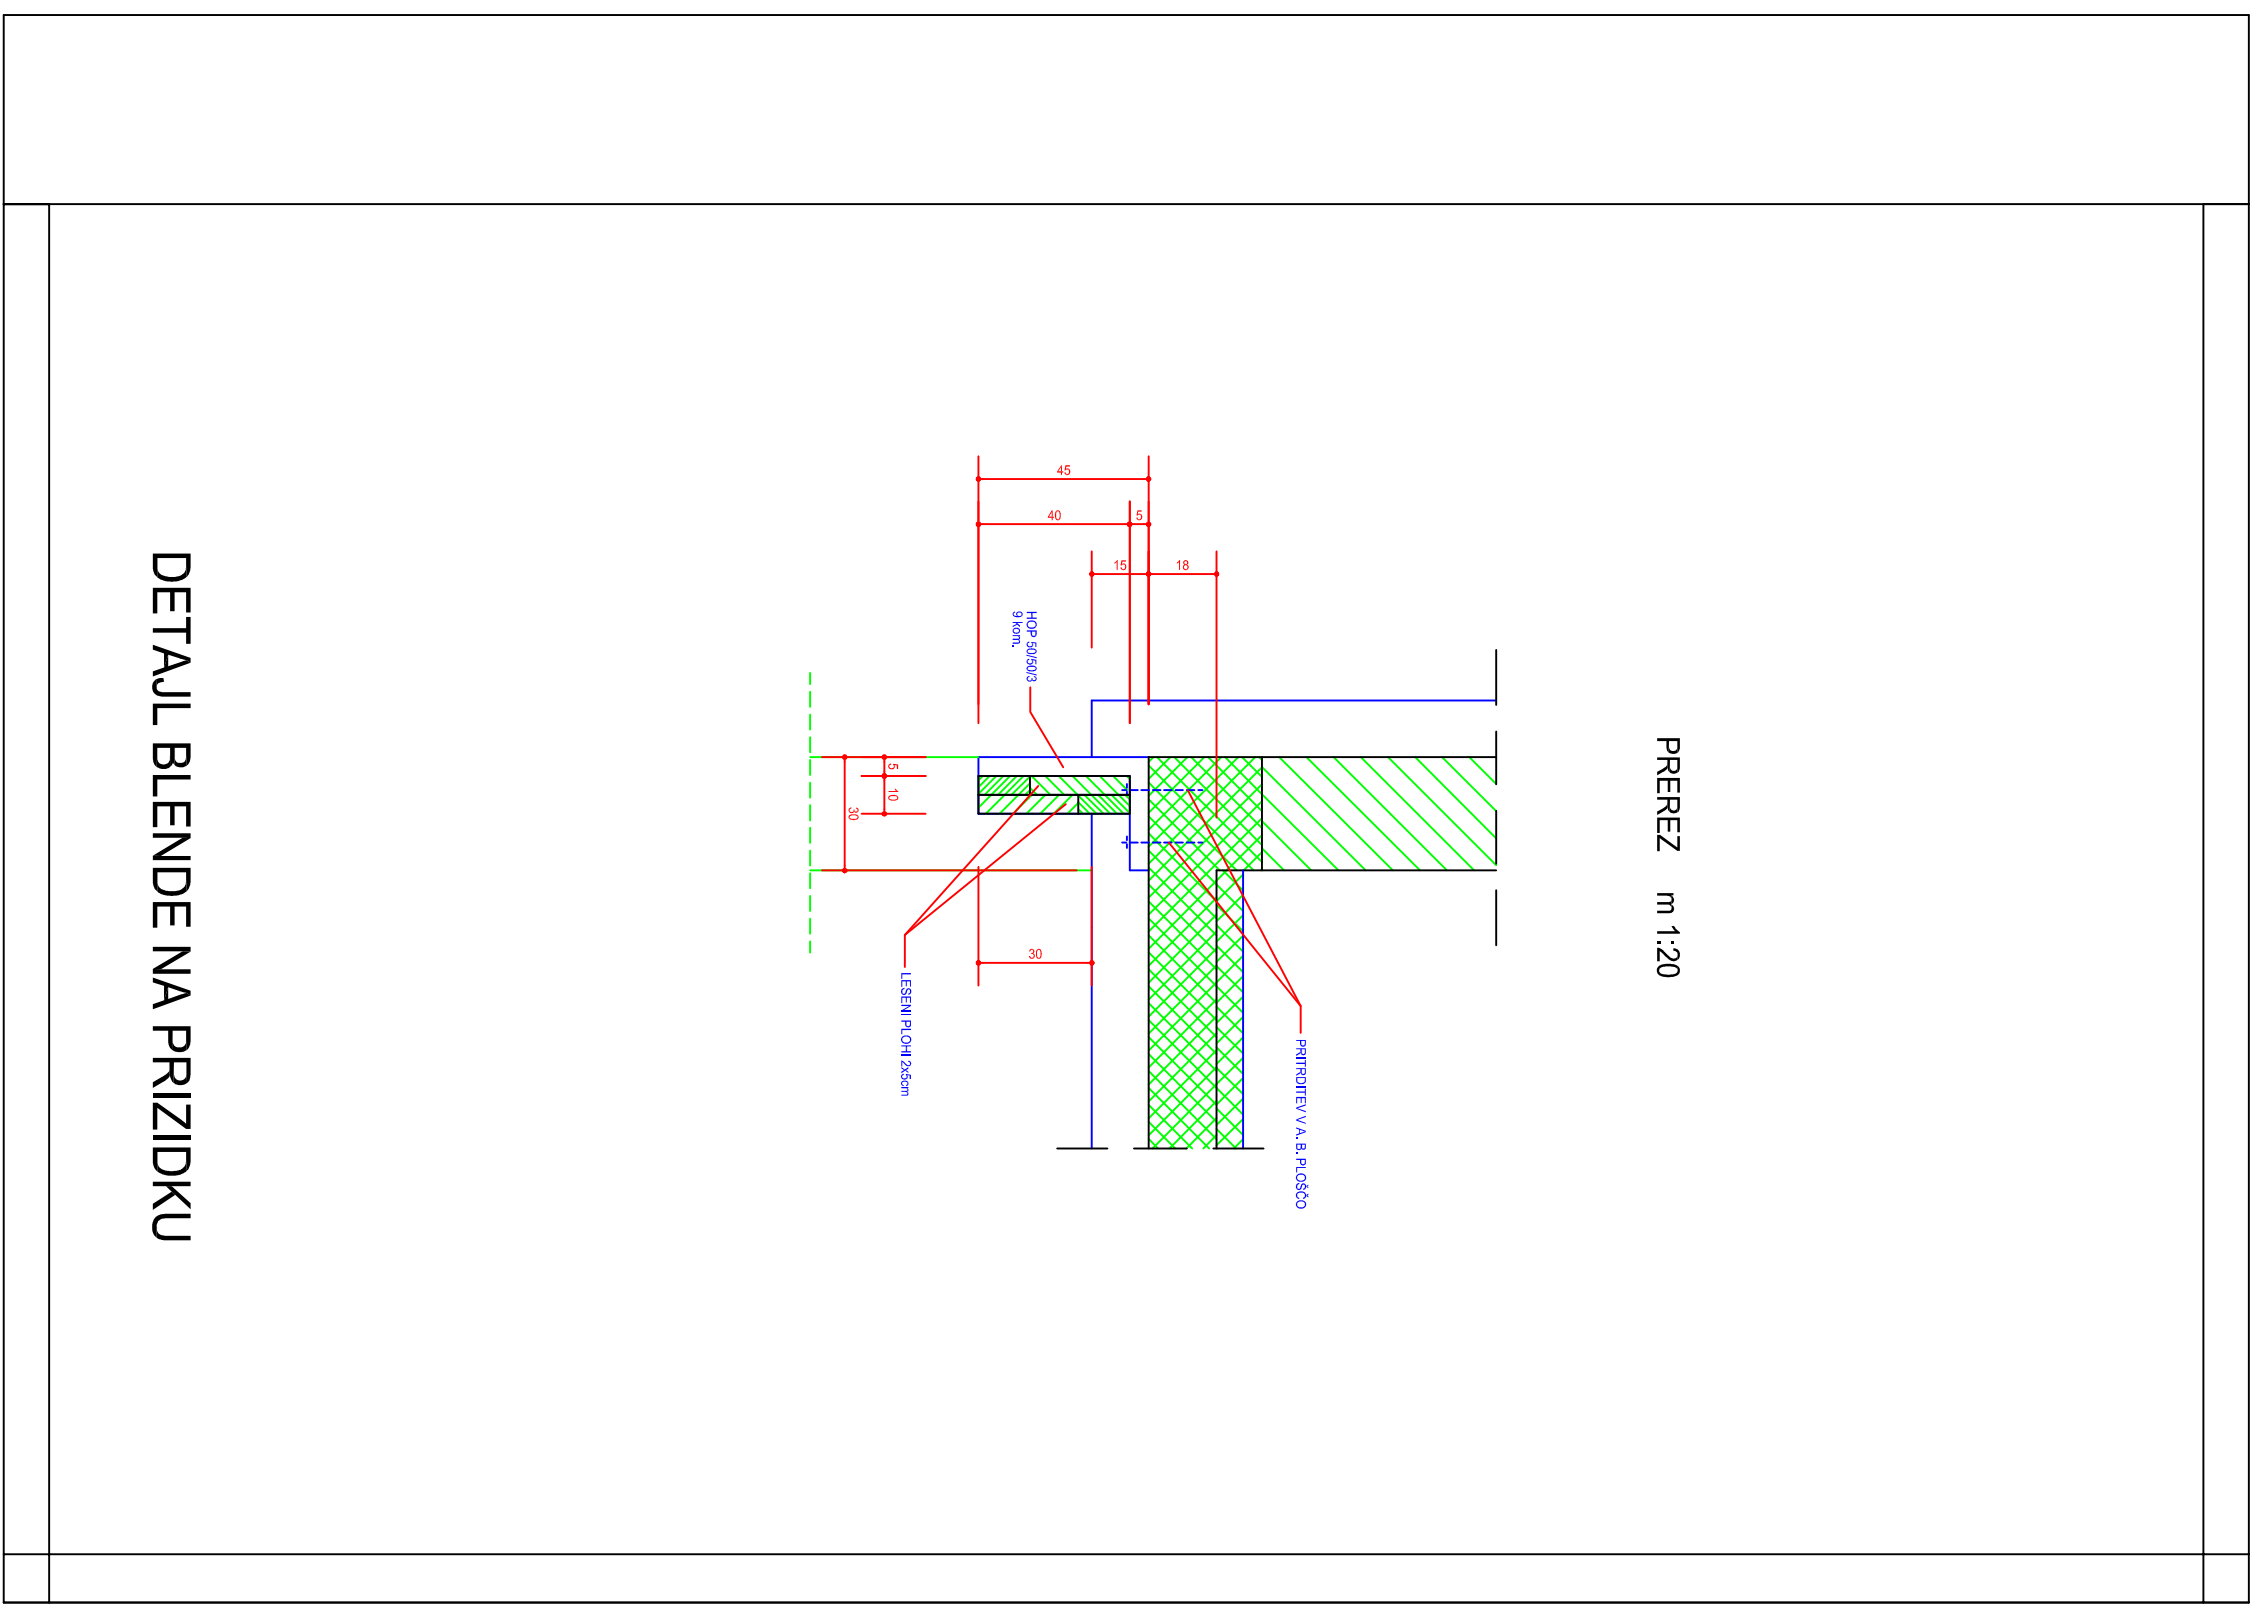 PREREZ m 1:20
45
40
5
15
18
HOP 50/50/3
9 kom.
5
10
30
30
PRITRDITEV V A. B. PLOŠČO
LESENI PLOHI 2x5cm
DETAJL BLENDE NA PRIZIDKU